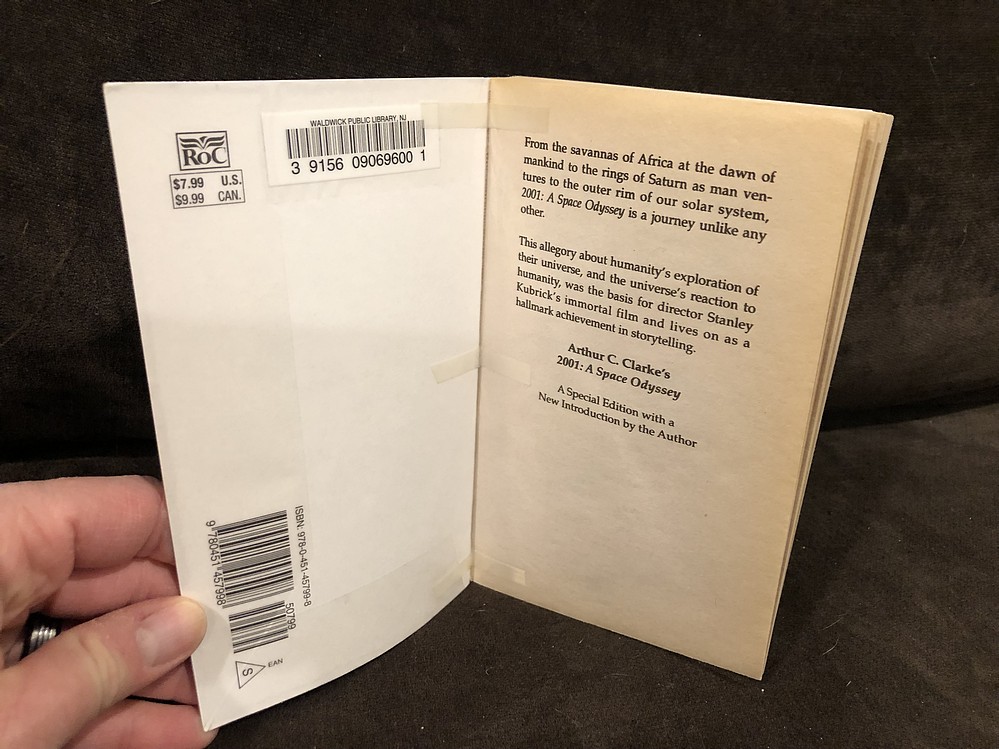 RoC
$7.99 U.S.
$9.99 CAN.
WALDWICK PUBLIC LIBRARY, NJ
3 9156 09069600 1
ISBN: 978-0-451-45799-8
9 780451 457998
50799
S
EAN
From the savannas of Africa at the dawn of
mankind to the rings of Saturn as man ven-
tures to the outer rim of our solar system,
2001: A Space Odyssey is a journey unlike any
other.
This allegory about humanity's exploration of
their universe, and the universe's reaction to
humanity, was the basis for director Stanley
Kubrick's immortal film and lives on as a
hallmark achievement in storytelling.
Arthur C. Clarke's
2001: A Space Odyssey
A Special Edition with a
New Introduction by the Author